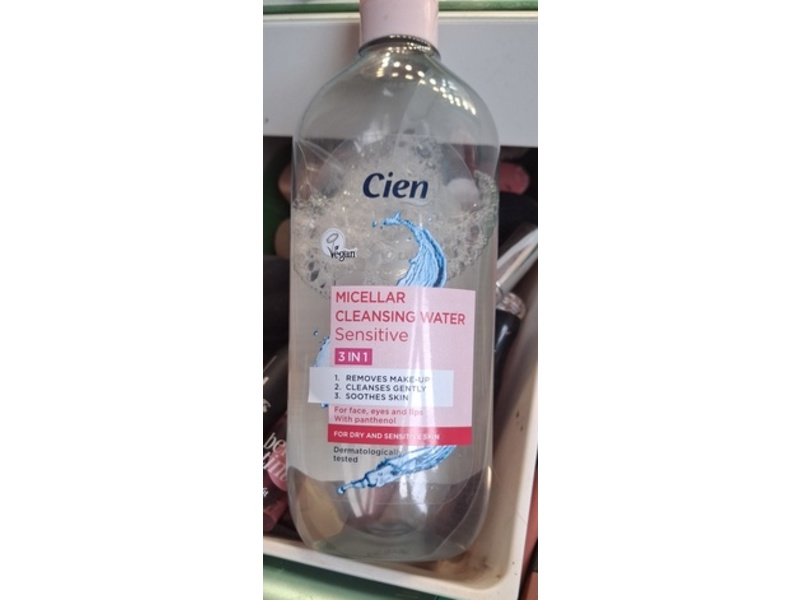 Cien
Vegan
MICELLAR
CLEANSING WATER
Sensitive
3 IN 1
1. REMOVES MAKE-UP
2. CLEANSES GENTLY
3. SOOTHES SKIN
For face, eyes and lips
With panthenol
FOR DRY AND SENSITIVE SKIN
Dermatologically
tested